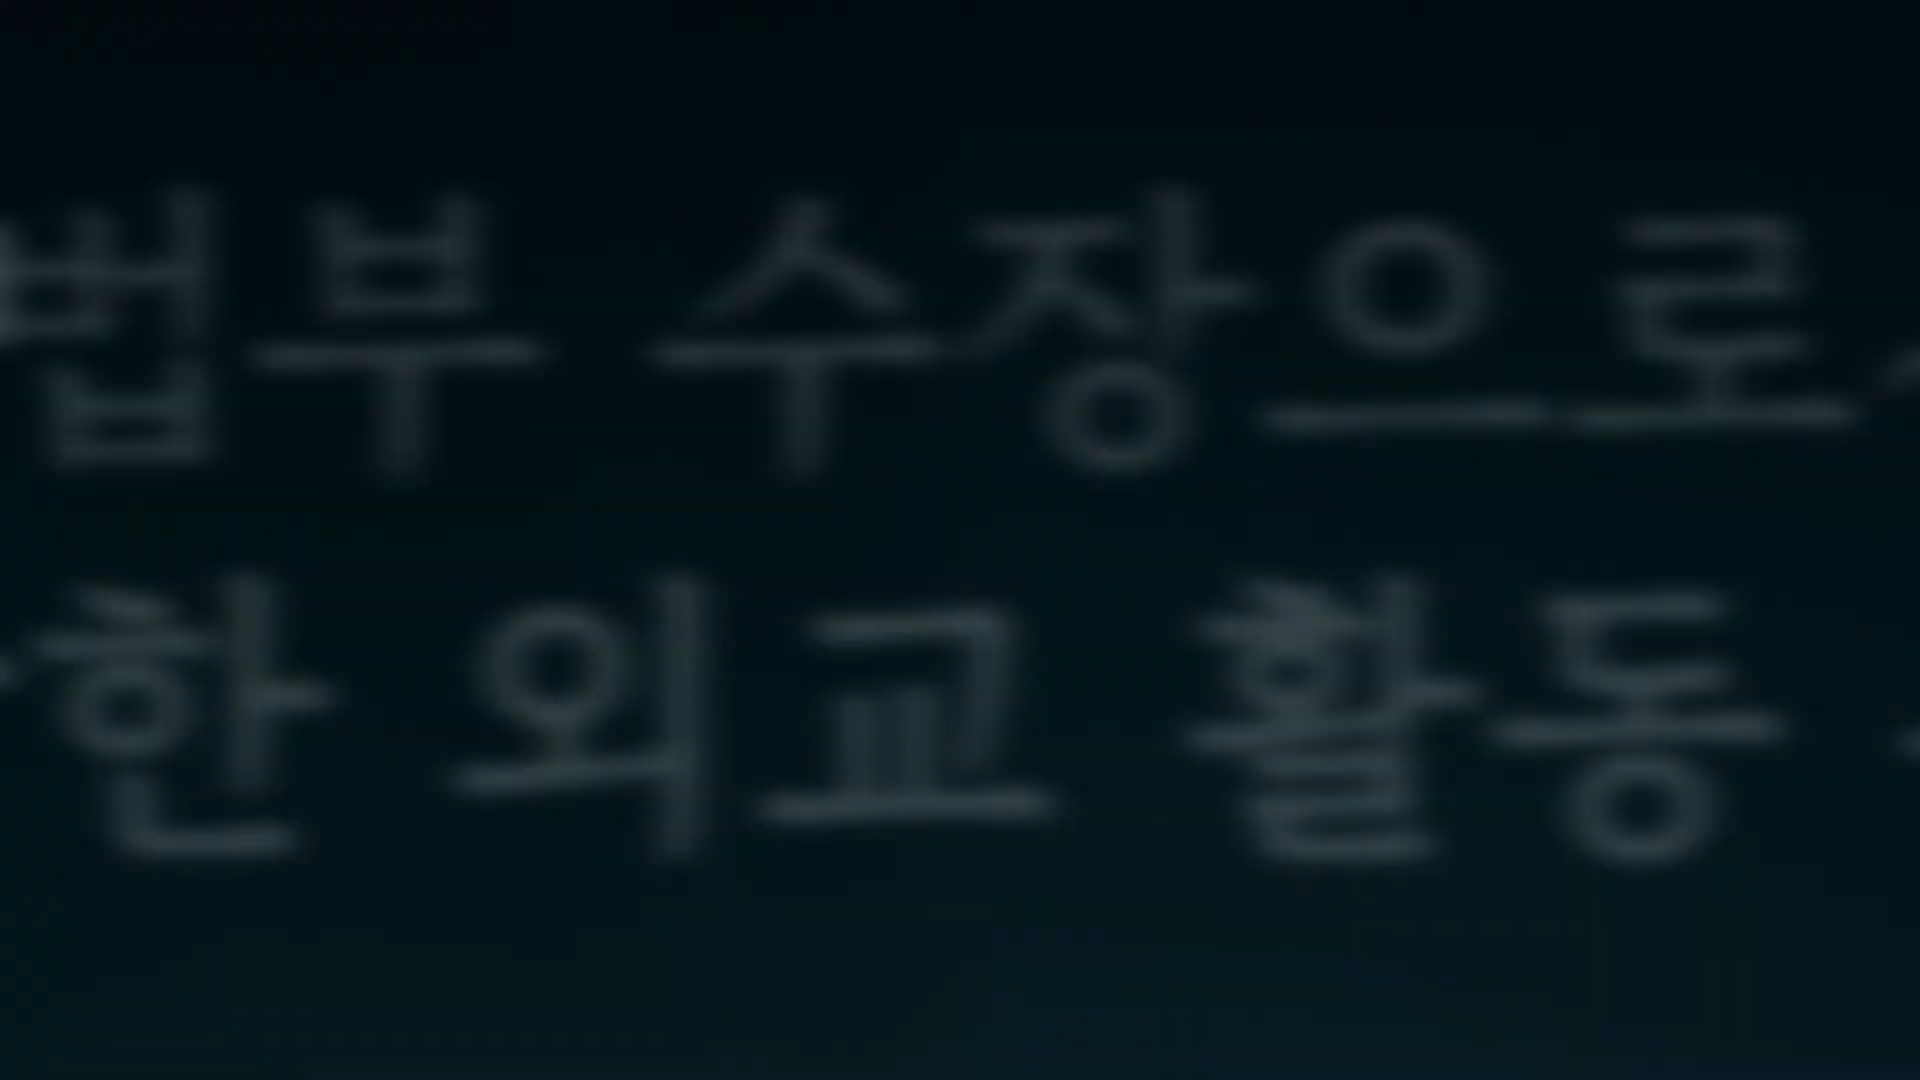 법부 수장으로
한 외교 활동